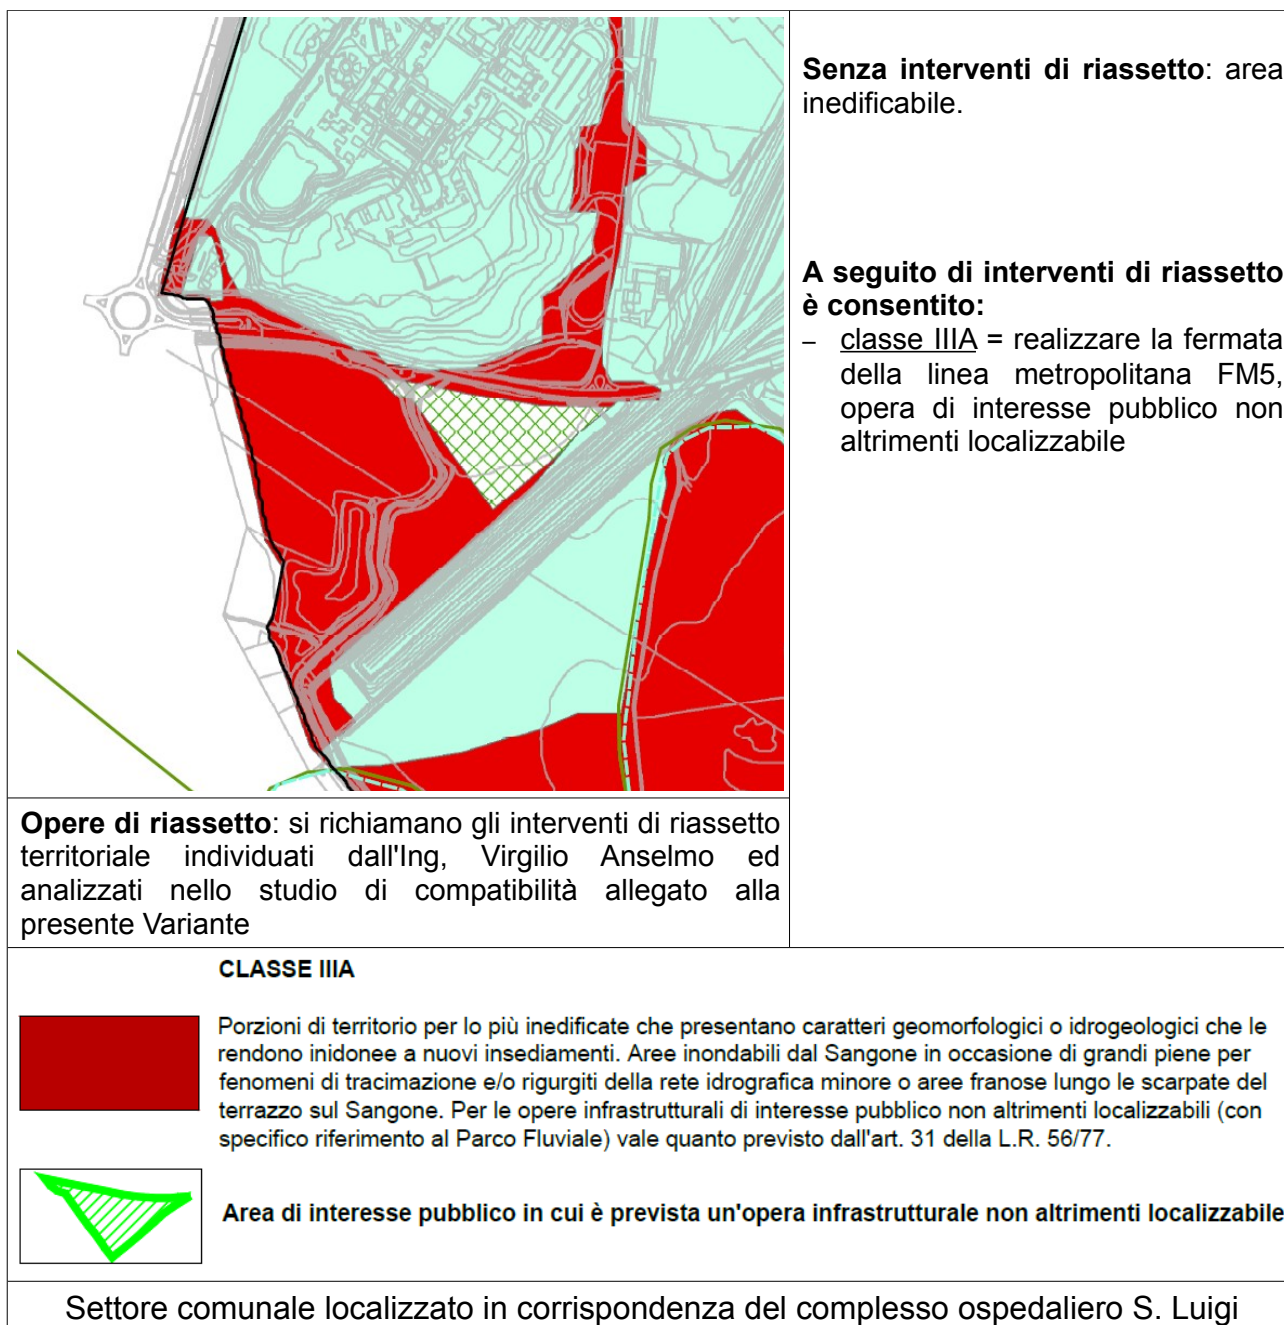 Senza interventi di riassetto: area
inedificabile.
A seguito di interventi di riassetto
è consentito:
– classe IIIA = realizzare la fermata
della linea metropolitana FM5,
opera di interesse pubblico non
altrimenti localizzabile
Opere di riassetto: si richiamano gli interventi di riassetto
territoriale individuati dall'Ing, Virgilio Anselmo ed
analizzati nello studio di compatibilità allegato alla
presente Variante
CLASSE IIIA
Porzioni di territorio per lo più inedificate che presentano caratteri geomorfologici o idrogeologici che le
rendono inidonee a nuovi insediamenti. Aree inondabili dal Sangone in occasione di grandi piene per
fenomeni di tracimazione e/o rigurgiti della rete idrografica minore o aree franose lungo le scarpate del
terrazzo sul Sangone. Per le opere infrastrutturali di interesse pubblico non altrimenti localizzabili (con
specifico riferimento al Parco Fluviale) vale quanto previsto dall'art. 31 della L.R. 56/77.
Area di interesse pubblico in cui è prevista un'opera infrastrutturale non altrimenti localizzabile
Settore comunale localizzato in corrispondenza del complesso ospedaliero S. Luigi